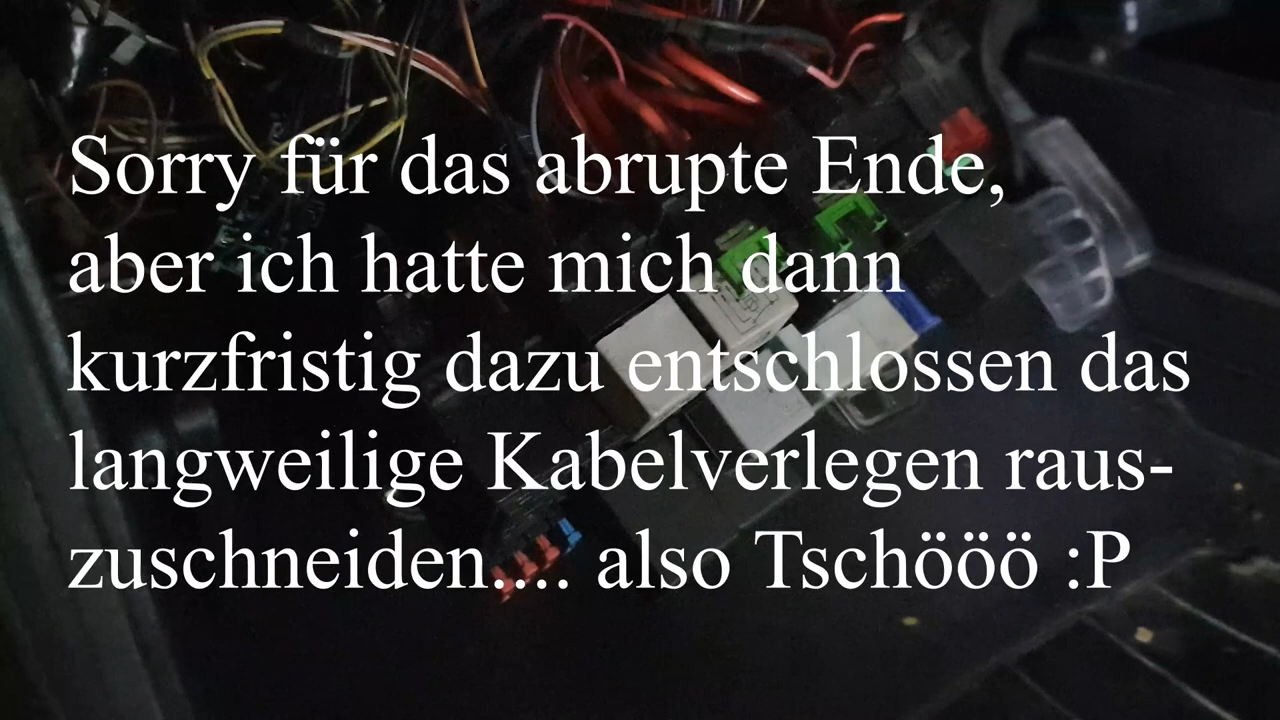 Sorry für das abrupte Ende,
aber ich hatte mich dann
kurzfristig dazu entschlossen das
langweilige Kabelverlegen raus-
zuschneiden.... also Tschööö :P